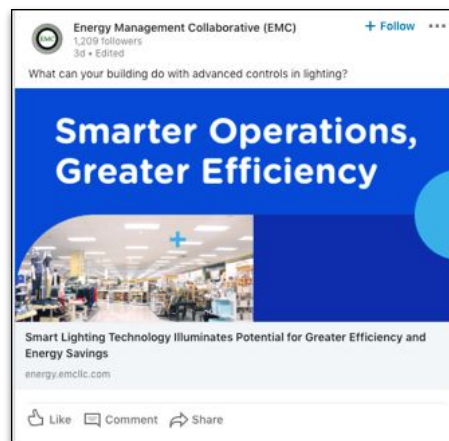 EMC
Energy Management Collaborative (EMC)
+ Follow
1,209 followers
3d • Edited
What can your building do with advanced controls in lighting?
Smarter Operations,
Greater Efficiency
Smart Lighting Technology Illuminates Potential for Greater Efficiency and
Energy Savings
energy.emcllc.com
Like Comment Share